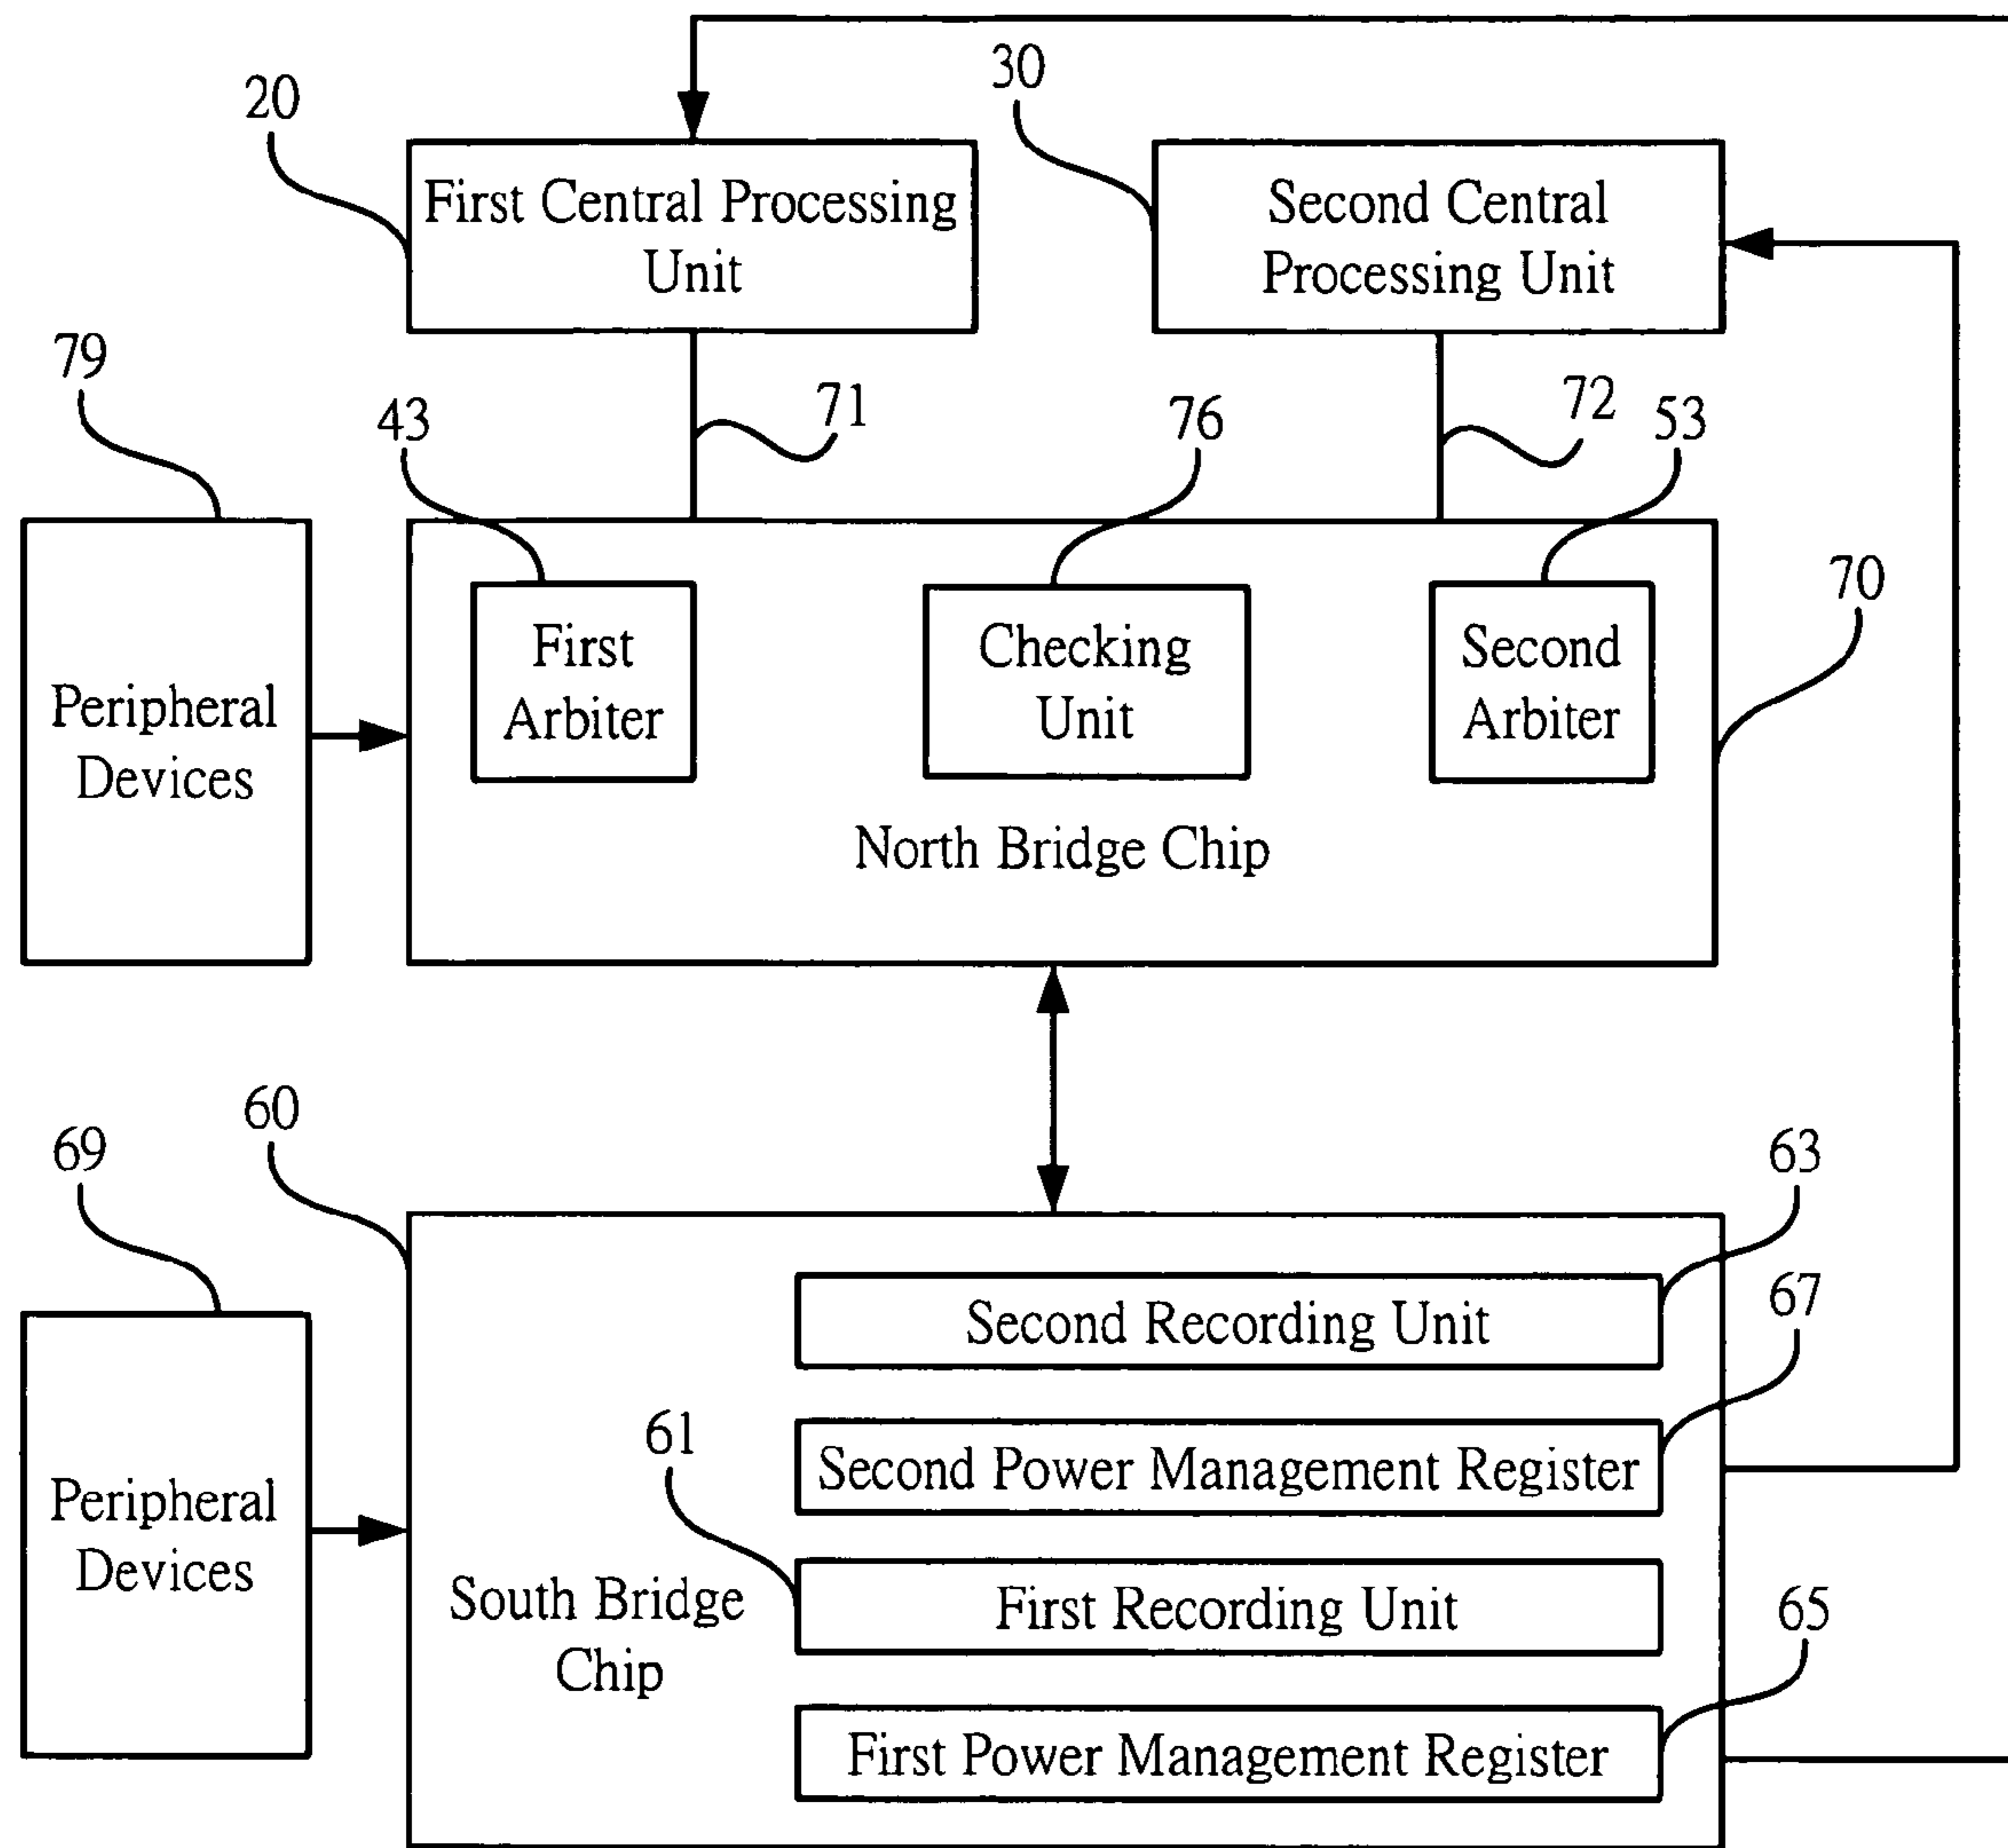 20
30
First Central Processing
Unit
Second Central
Processing Unit
79
43
71
76
72
53
70
Peripheral
Devices
First
Arbiter
Checking
Unit
Second
Arbiter
North Bridge Chip
60
69
63
67
61
65
Peripheral
Devices
South Bridge
Chip
Second Recording Unit
Second Power Management Register
First Recording Unit
First Power Management Register